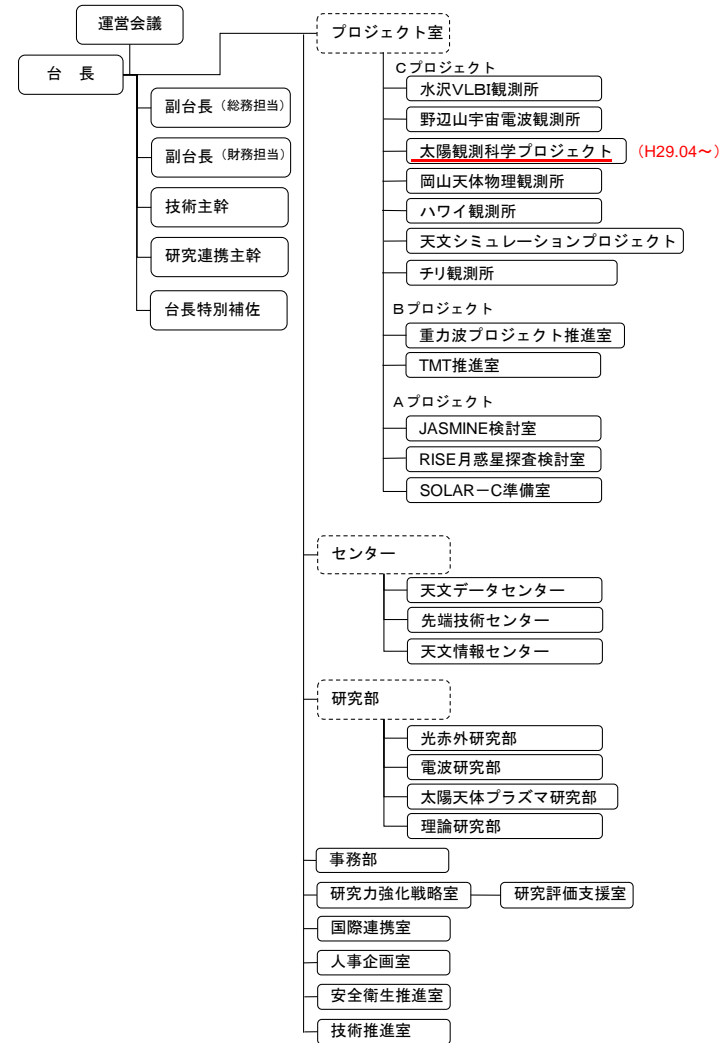 運営会議
台　長
副台長（総務担当）
副台長（財務担当）
技術主幹
研究連携主幹
台長特別補佐
プロジェクト室
Ｃプロジェクト
水沢VLBI観測所
野辺山宇宙電波観測所
太陽観測科学プロジェクト （H29.04～）
岡山天体物理観測所
ハワイ観測所
天文シミュレーションプロジェクト
チリ観測所
Ｂプロジェクト
重力波プロジェクト推進室
TMT推進室
Ａプロジェクト
JASMINE検討室
RISE月惑星探査検討室
SOLAR－C準備室
センター
天文データセンター
先端技術センター
天文情報センター
研究部
光赤外研究部
電波研究部
太陽天体プラズマ研究部
理論研究部
事務部
研究力強化戦略室 研究評価支援室
国際連携室
人事企画室
安全衛生推進室
技術推進室